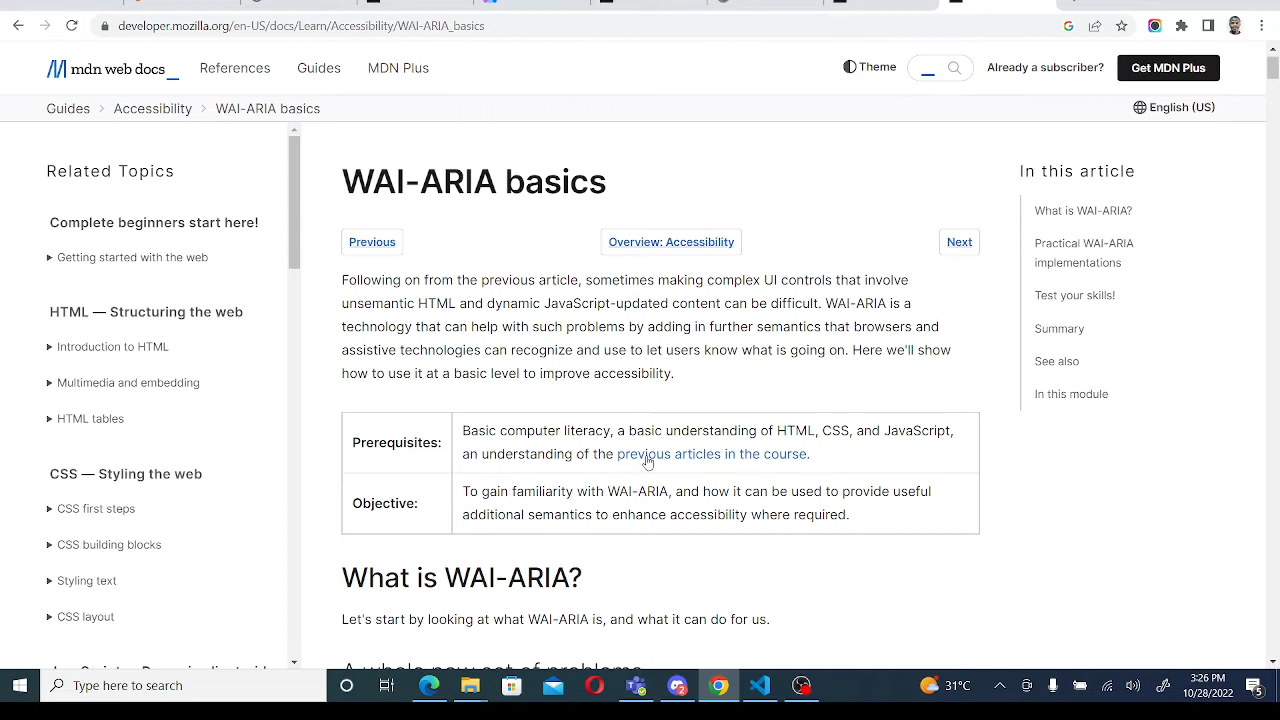 developer.mozilla.org/en-US/docs/Learn/Accessibility/WAI-ARIA_basics
mdn web docs_
References
Guides
MDN Plus
Theme
Already a subscriber?
Get MDN Plus
Guides > Accessibility > WAI-ARIA basics
English (US)
Related Topics
Complete beginners start here!
Getting started with the web
HTML — Structuring the web
Introduction to HTML
Multimedia and embedding
HTML tables
CSS — Styling the web
CSS first steps
CSS building blocks
Styling text
CSS layout
WAI-ARIA basics
Previous
Overview: Accessibility
Next
Following on from the previous article, sometimes making complex UI controls that involve
unsemantic HTML and dynamic JavaScript-updated content can be difficult. WAI-ARIA is a
technology that can help with such problems by adding in further semantics that browsers and
assistive technologies can recognize and use to let users know what is going on. Here we'll show
how to use it at a basic level to improve accessibility.
Prerequisites:
Basic computer literacy, a basic understanding of HTML, CSS, and JavaScript,
an understanding of the previous articles in the course.
Objective:
To gain familiarity with WAI-ARIA, and how it can be used to provide useful
additional semantics to enhance accessibility where required.
What is WAI-ARIA?
Let's start by looking at what WAI-ARIA is, and what it can do for us.
A whole new set of problems
In this article
What is WAI-ARIA?
Practical WAI-ARIA
implementations
Test your skills!
Summary
See also
In this module
Type here to search
31°C
3:26 PM
10/28/2022
5